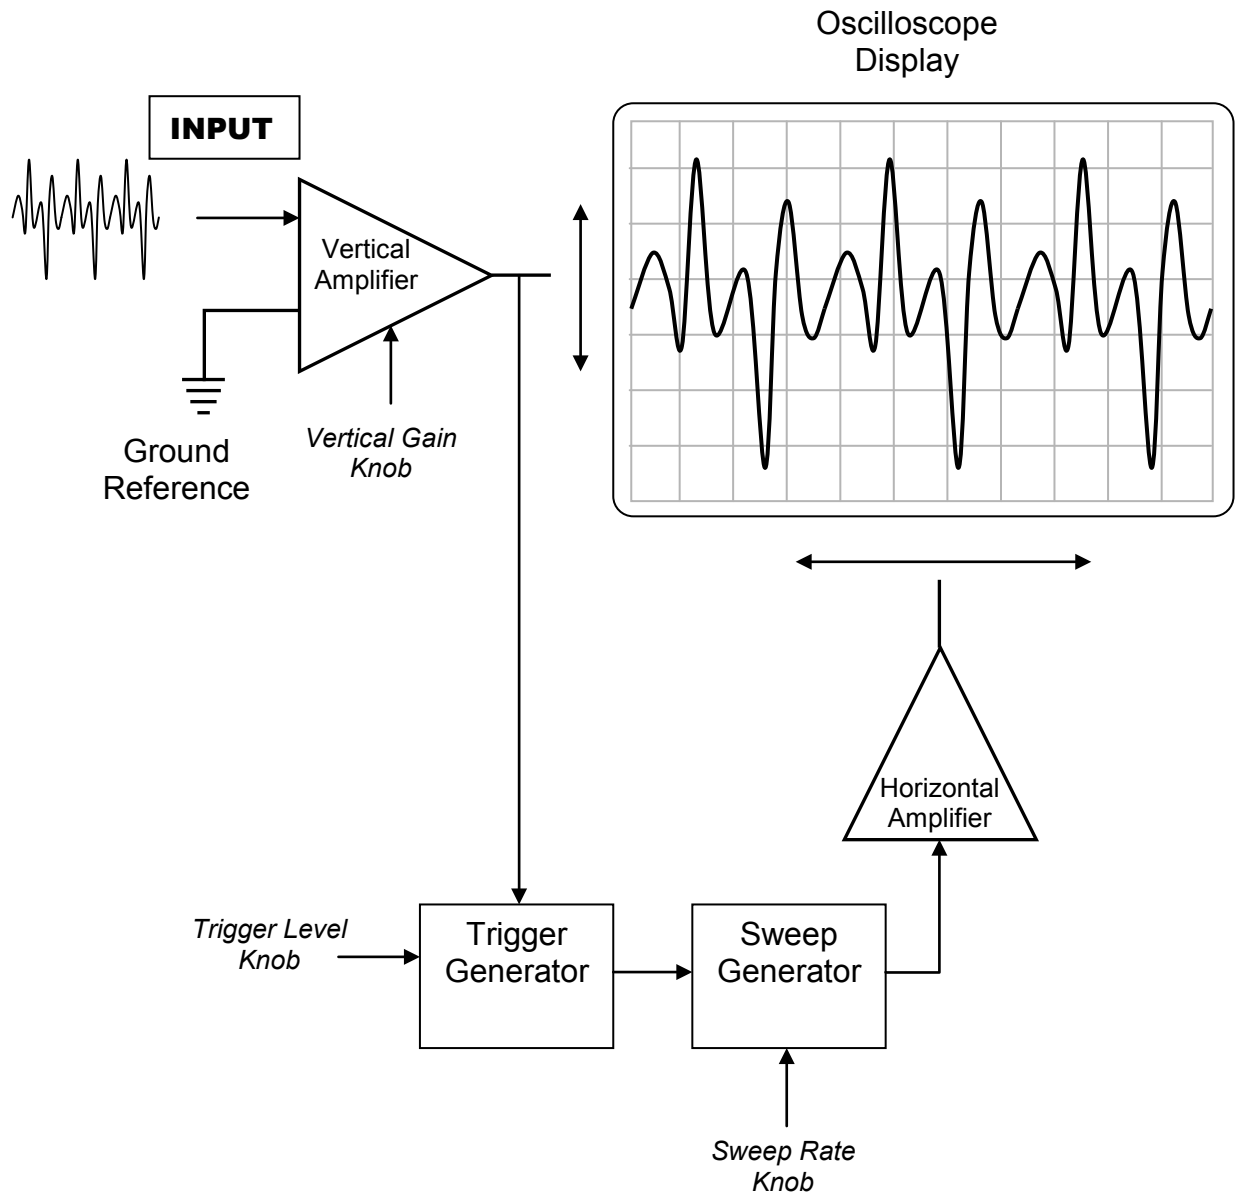 Oscilloscope
Display
INPUT
Vertical
Amplifier
Ground
Reference
Vertical Gain
Knob
Horizontal
Amplifier
Trigger Level
Knob
Trigger
Generator
Sweep
Generator
Sweep Rate
Knob